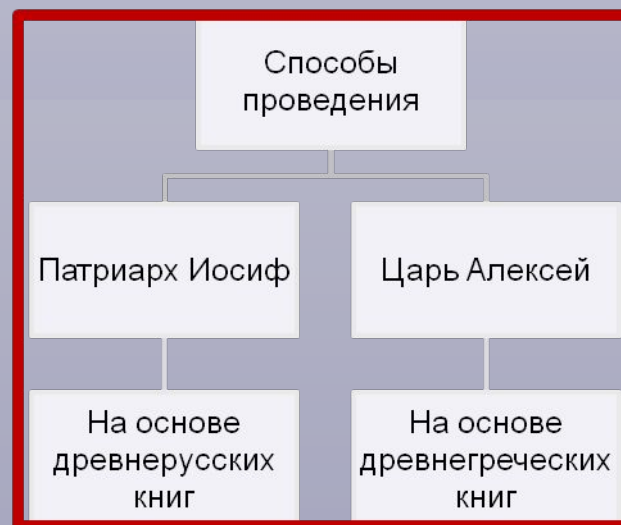 Способы
проведения
Патриарх Иосиф
Царь Алексей
На основе
древнерусских
книг
На основе
древнегреческих
книг